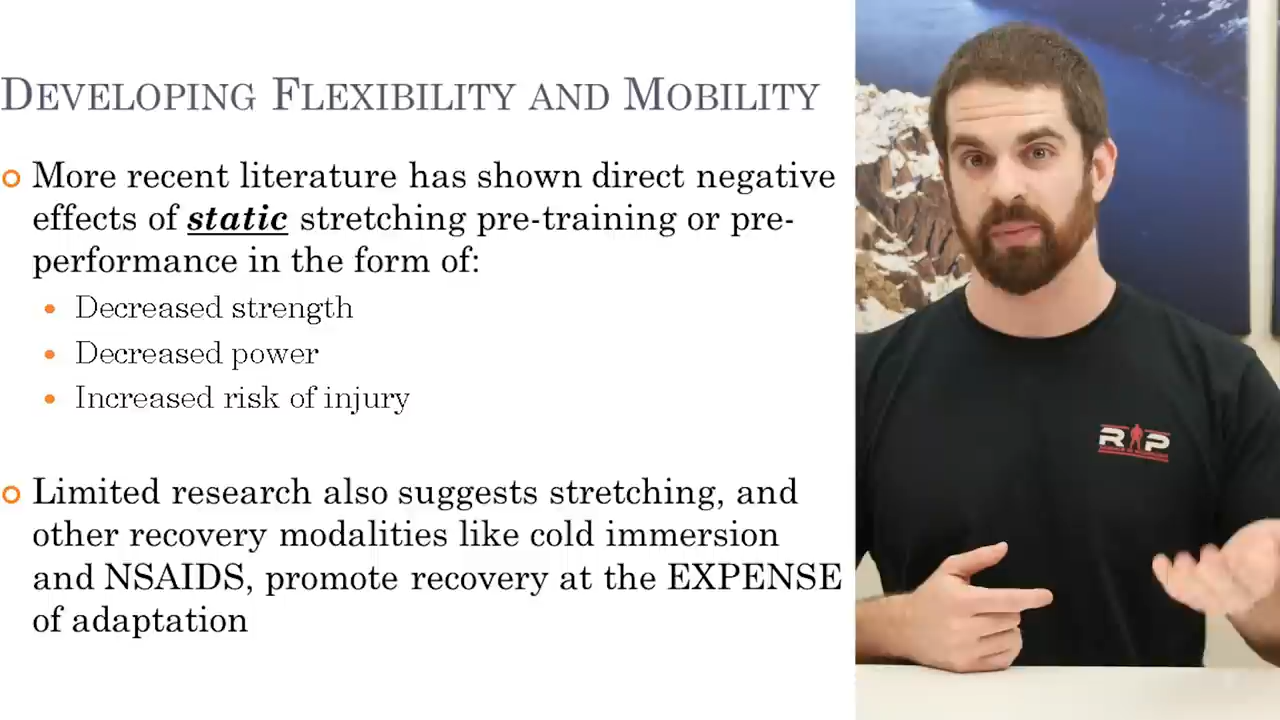 DEVELOPING FLEXIBILITY AND MOBILITY
More recent literature has shown direct negative
effects of static stretching pre-training or pre-
performance in the form of:
Decreased strength
Decreased power
Increased risk of injury
Limited research also suggests stretching, and
other recovery modalities like cold immersion
and NSAIDS, promote recovery at the EXPENSE
of adaptation
RP